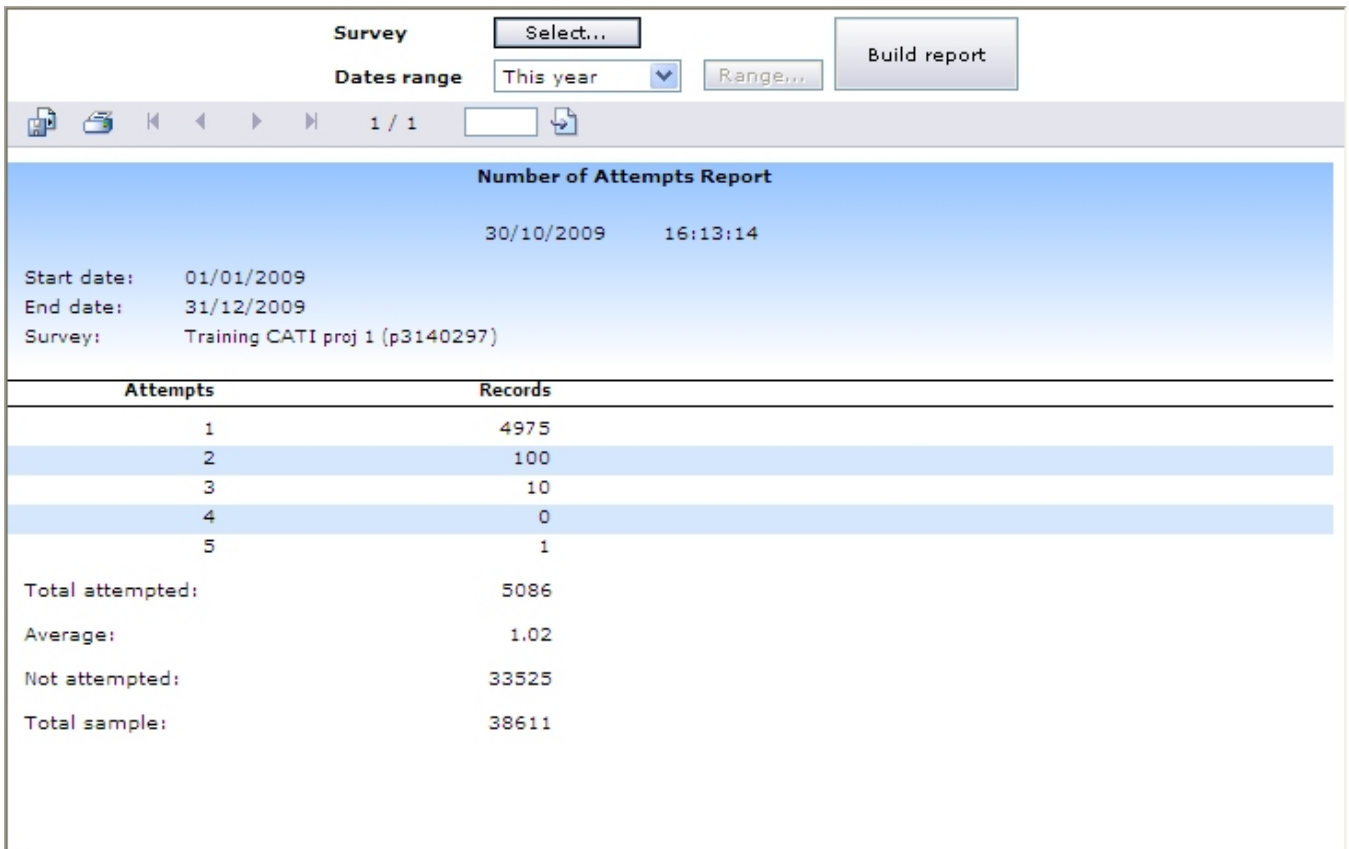 Survey Select...
Dates range This year Range... Build report
1 / 1
Number of Attempts Report
30/10/2009 16:13:14
Start date: 01/01/2009
End date: 31/12/2009
Survey: Training CATI proj 1 (p3140297)
Attempts Records
1 4975
2 100
3 10
4 0
5 1
Total attempted: 5086
Average: 1.02
Not attempted: 33525
Total sample: 38611